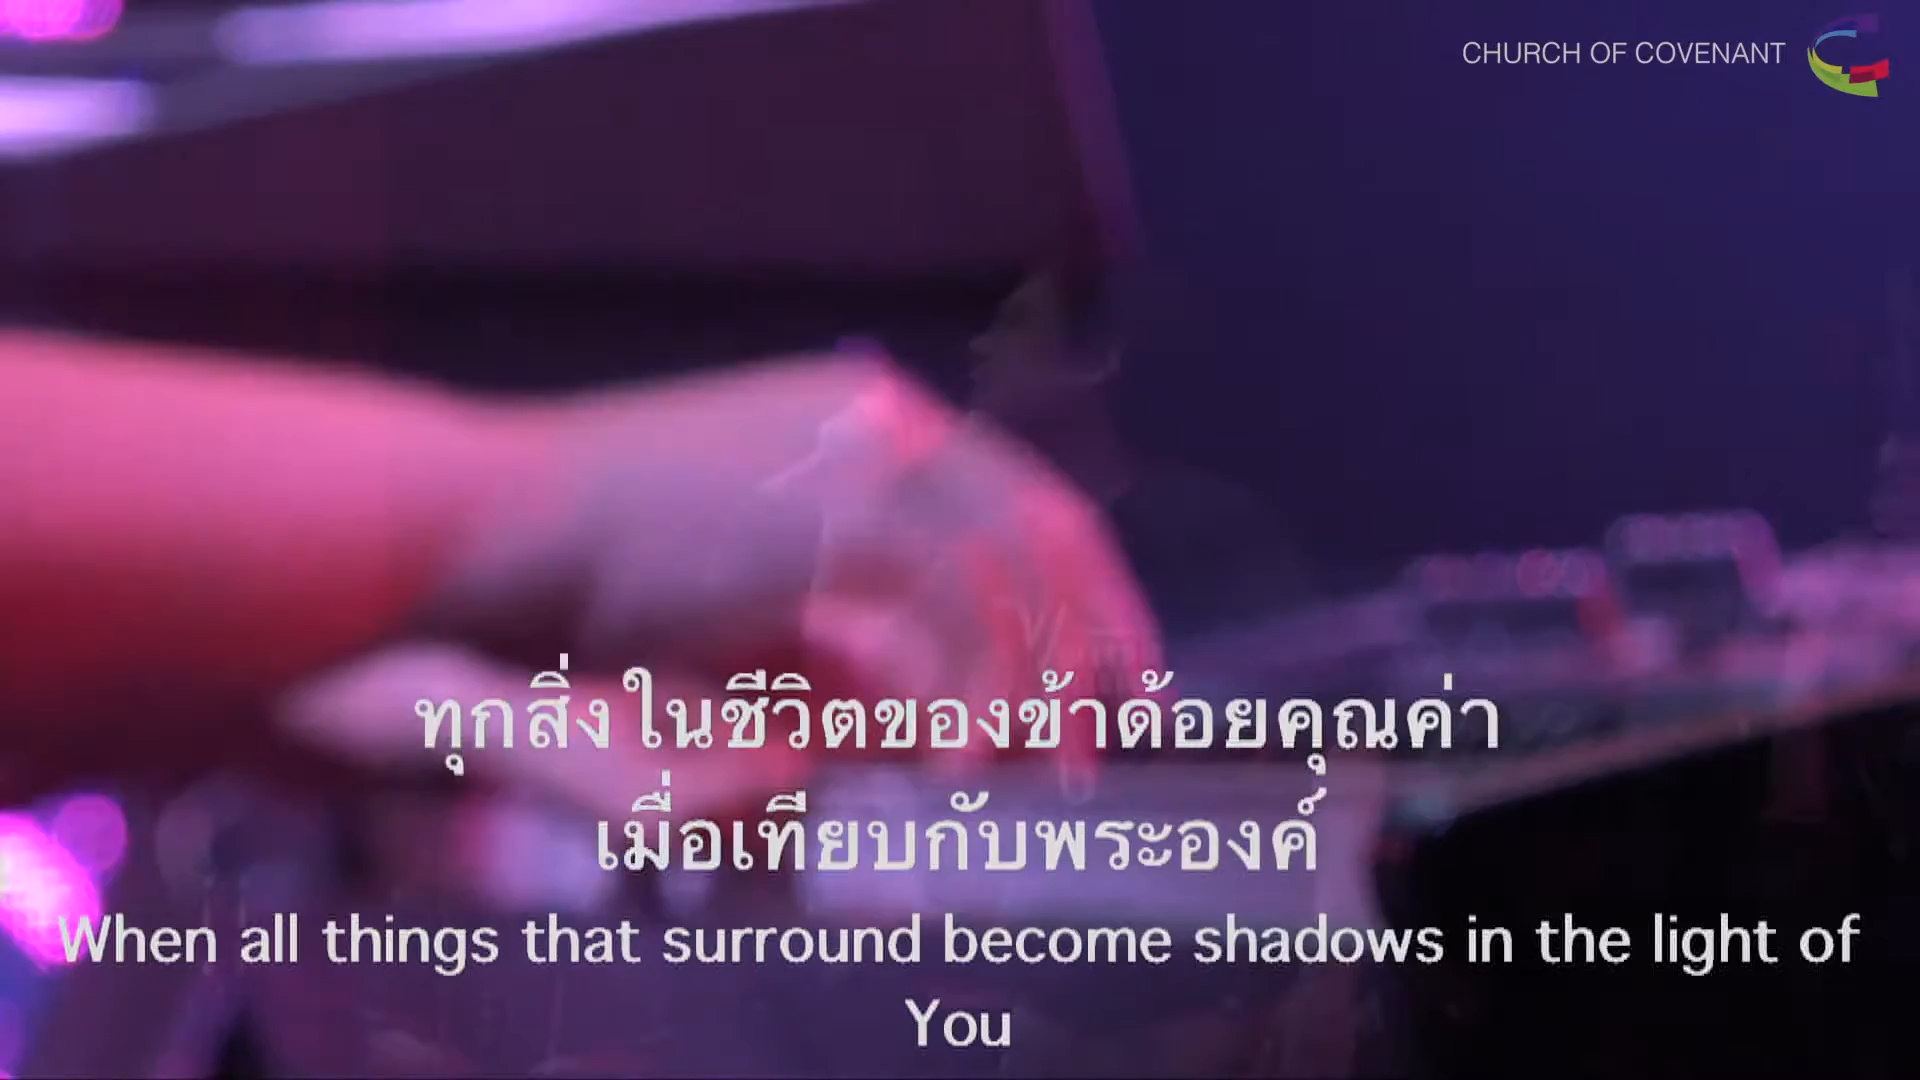 CHURCH OF COVENANT
ทุกสิ่งในชีวิตของข้าด้อยคุณค่า
เมื่อเทียบกับพระองค์
When all things that surround become shadows in the light of
You